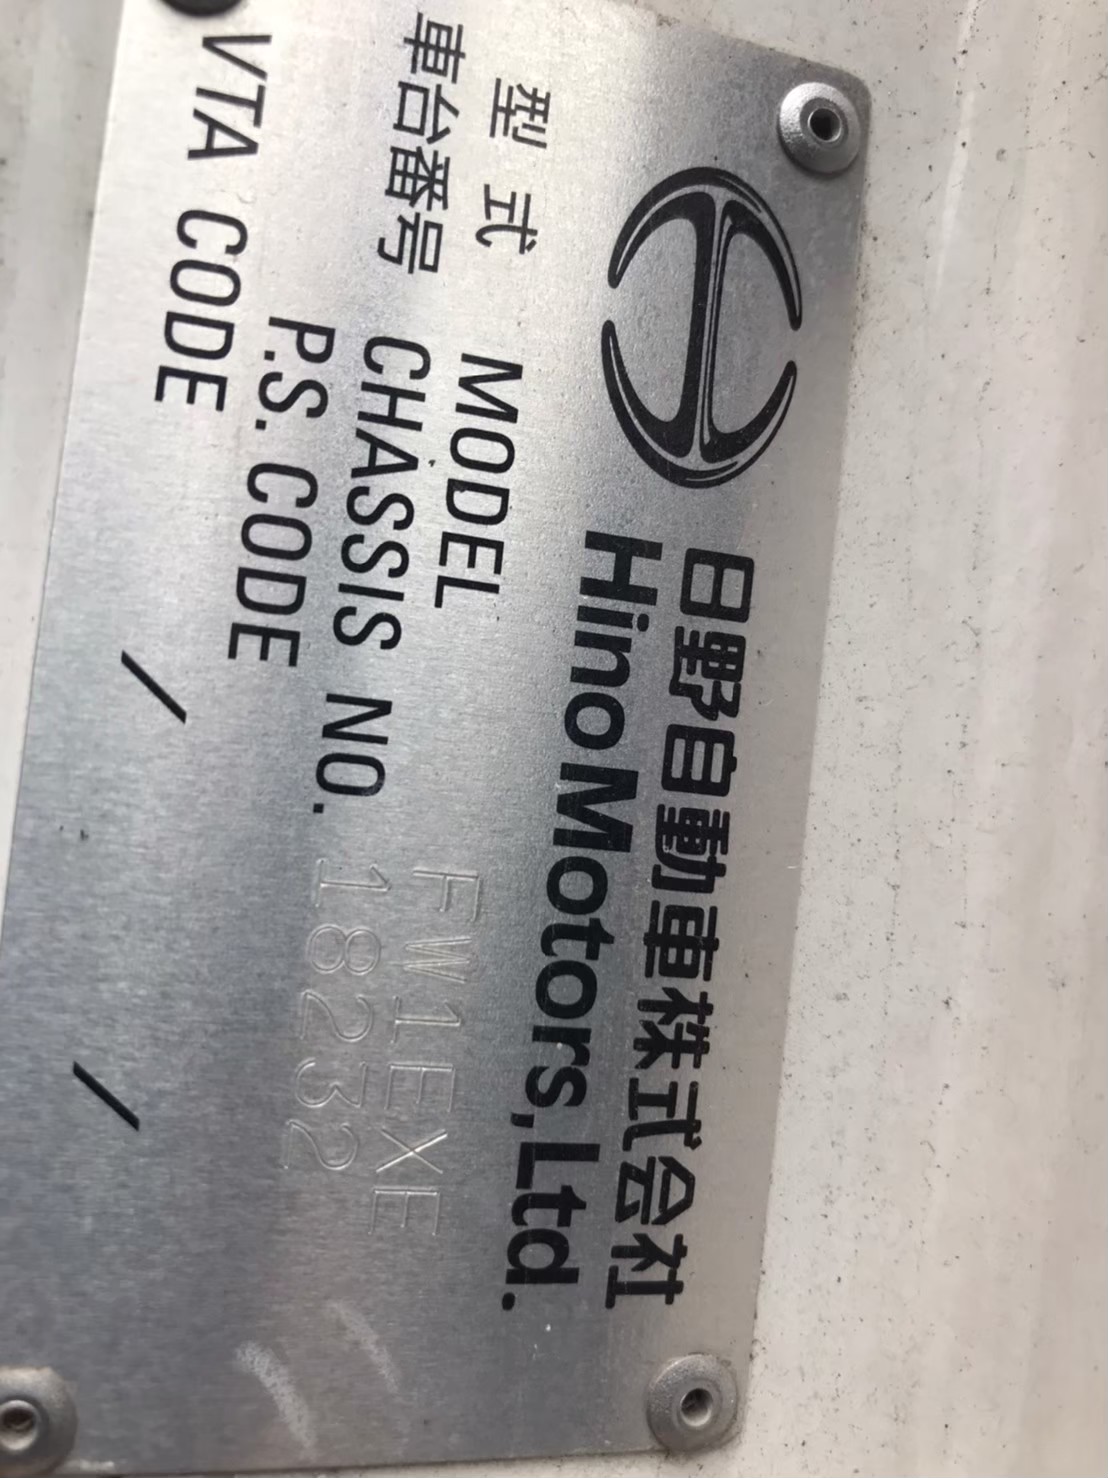 日野自動車株式会社
Hino Motors, Ltd.
型式 MODEL FW1EXE
車台番号 CHASSIS NO. 18232
P.S. CODE
VTA CODE / /